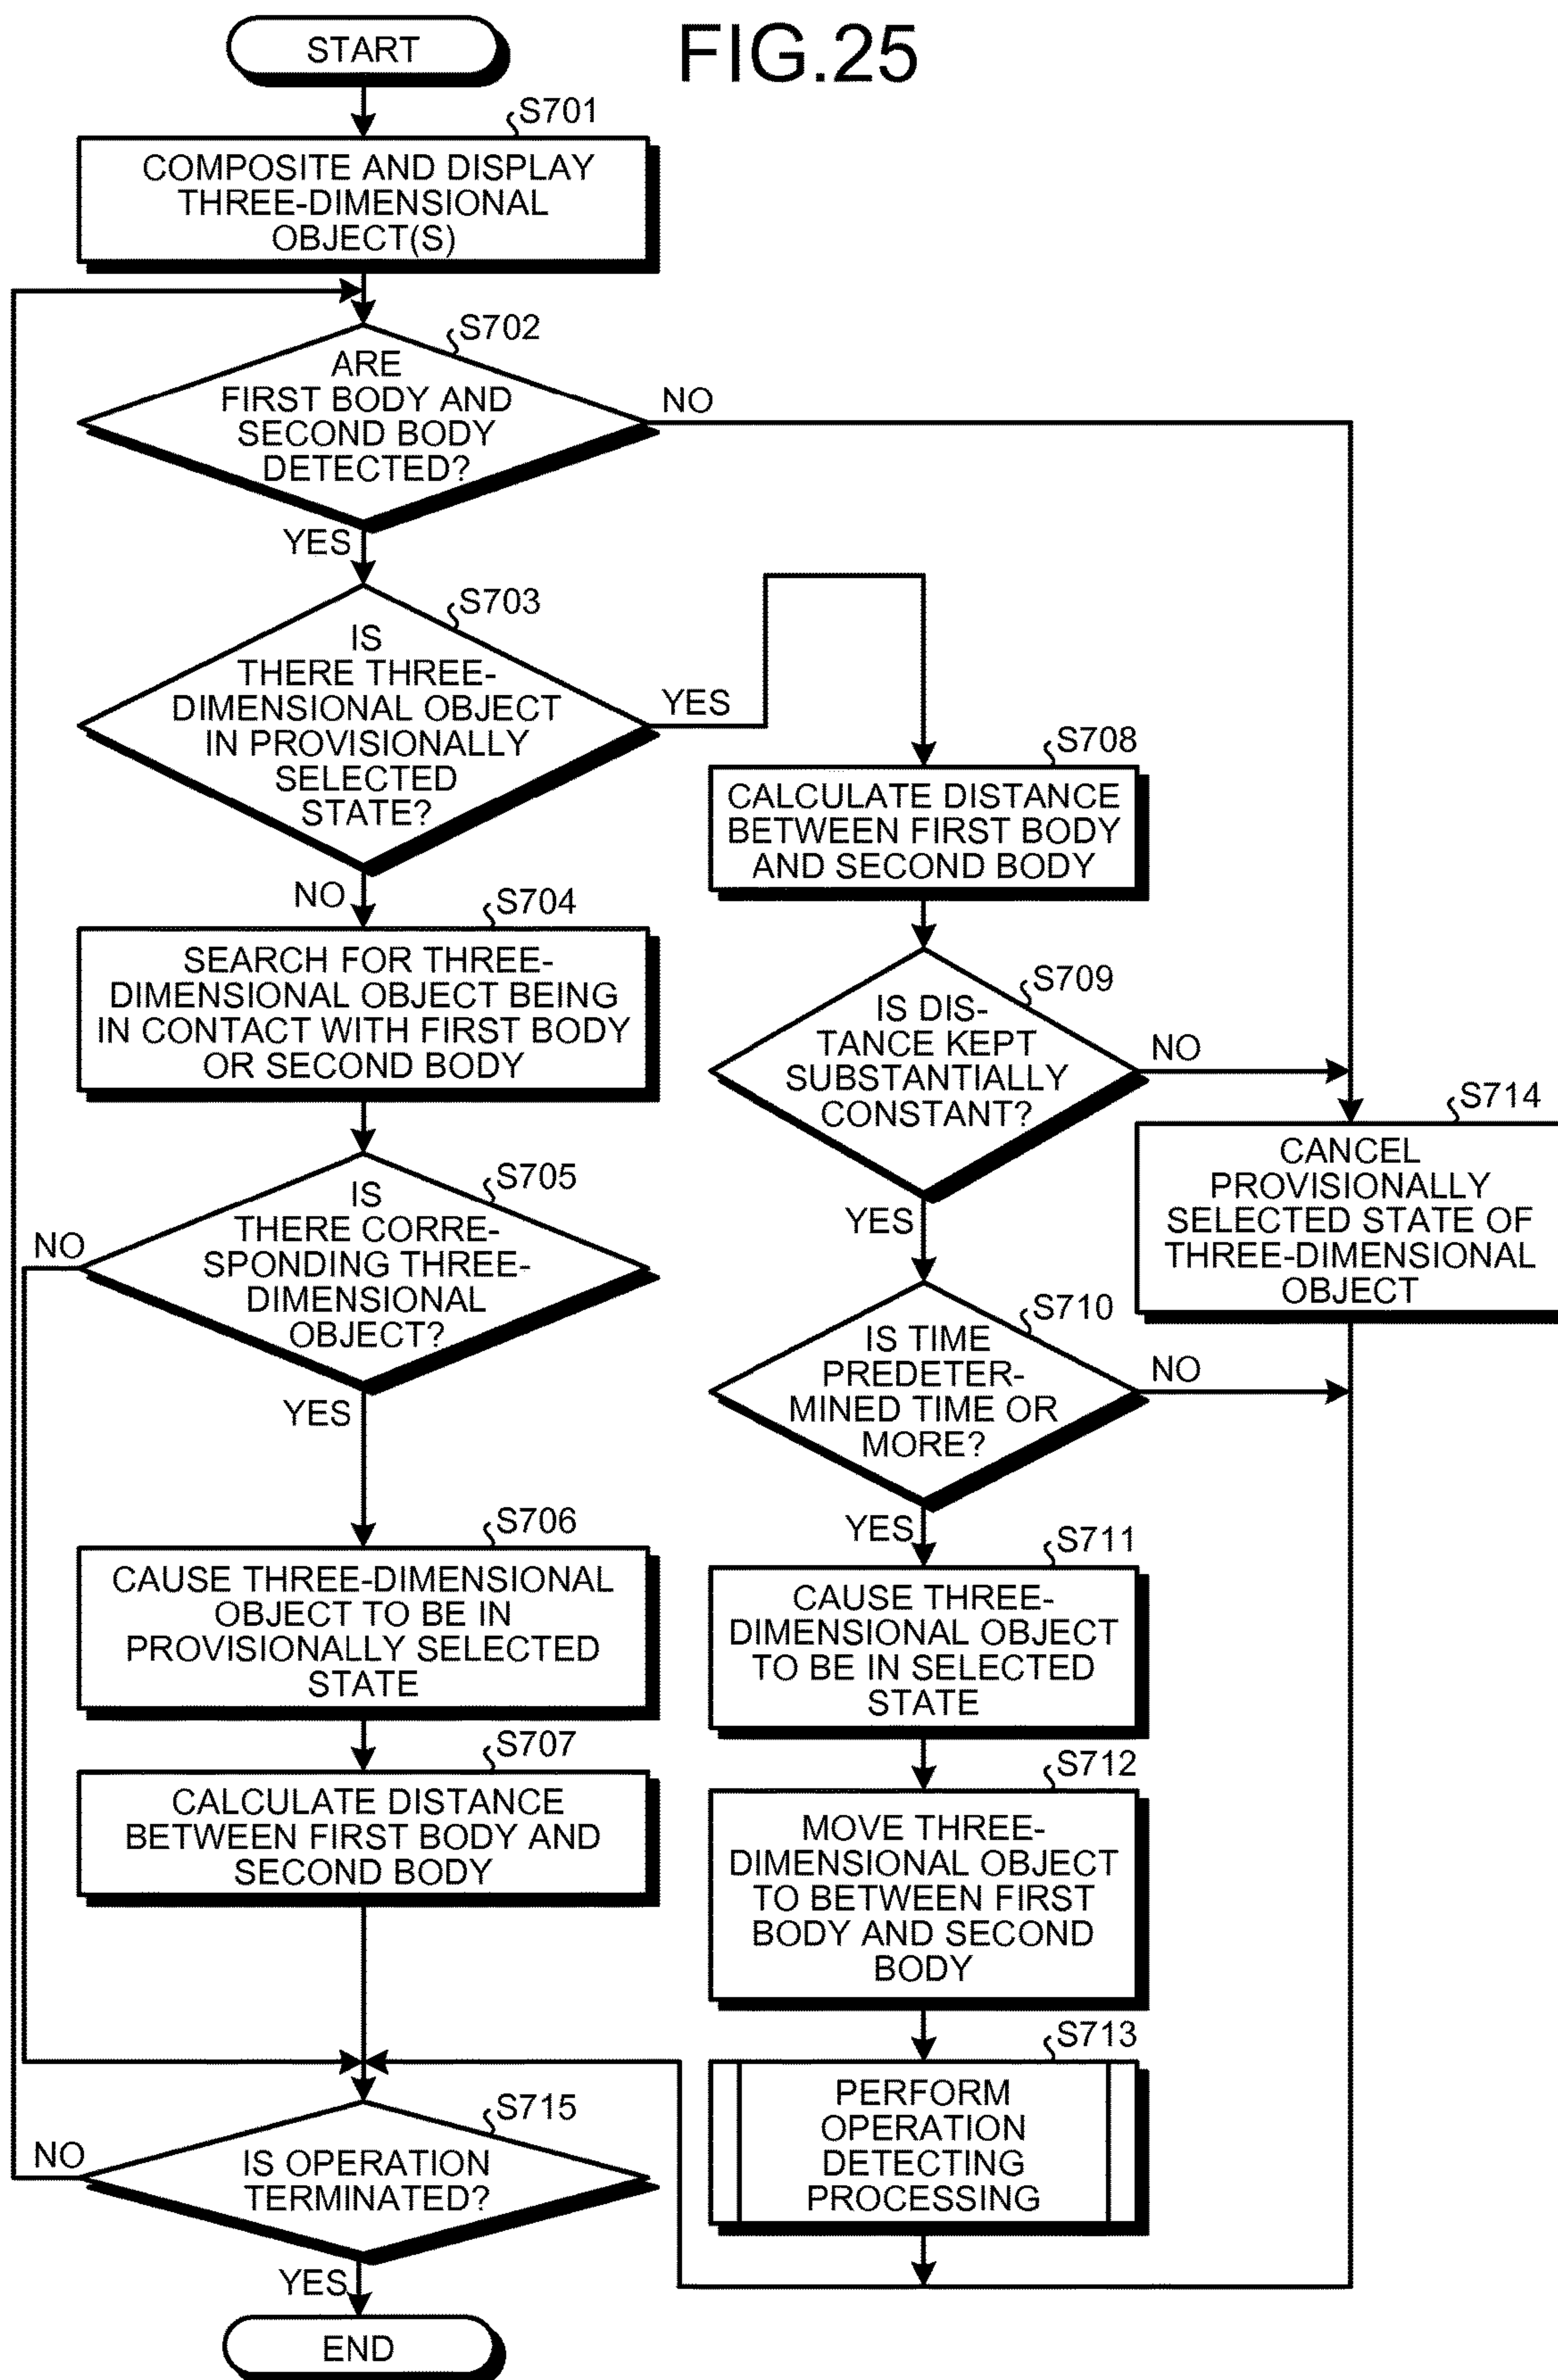 FIG.25
START
S701
COMPOSITE AND DISPLAY
THREE-DIMENSIONAL
OBJECT(S)
S702
ARE
FIRST BODY AND
SECOND BODY
DETECTED?
NO
YES
S703
IS
THERE THREE-
DIMENSIONAL OBJECT
IN PROVISIONALLY
SELECTED
STATE?
YES
NO
S704
SEARCH FOR THREE-
DIMENSIONAL OBJECT BEING
IN CONTACT WITH FIRST BODY
OR SECOND BODY
S705
IS
THERE CORRE-
SPONDING THREE-
DIMENSIONAL
OBJECT?
NO
YES
S706
CAUSE THREE-DIMENSIONAL
OBJECT TO BE IN
PROVISIONALLY SELECTED
STATE
S707
CALCULATE DISTANCE
BETWEEN FIRST BODY AND
SECOND BODY
S708
CALCULATE DISTANCE
BETWEEN FIRST BODY
AND SECOND BODY
S709
IS DIS-
TANCE KEPT
SUBSTANTIALLY
CONSTANT?
NO
YES
S710
IS TIME
PREDETER-
MINED TIME OR
MORE?
NO
YES
S711
CAUSE THREE-
DIMENSIONAL OBJECT
TO BE IN SELECTED
STATE
S712
MOVE THREE-
DIMENSIONAL OBJECT
TO BETWEEN FIRST
BODY AND SECOND
BODY
S713
PERFORM
OPERATION
DETECTING
PROCESSING
S714
CANCEL
PROVISIONALLY
SELECTED STATE OF
THREE-DIMENSIONAL
OBJECT
S715
IS OPERATION
TERMINATED?
NO
YES
END